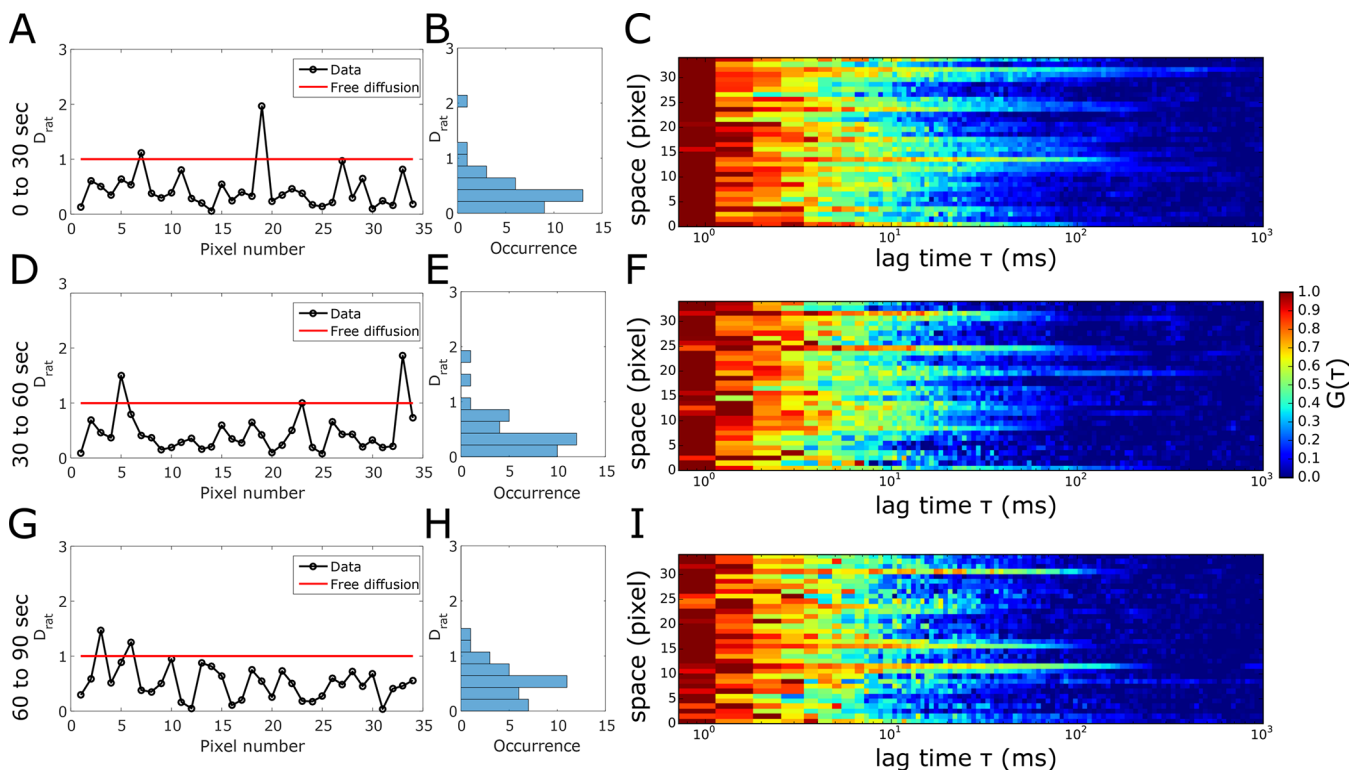 A
B
C
0 to 30 sec
D_rat
3
2
1
0
Data
Free diffusion
0 5 10 15 20 25 30 35
Pixel number
D_rat
3
2
1
0
0 5 10 15
Occurrence
space (pixel)
30
25
20
15
10
5
0
10^0 10^1 10^2 10^3
lag time τ (ms)
D
E
F
30 to 60 sec
D_rat
3
2
1
0
Data
Free diffusion
0 5 10 15 20 25 30 35
Pixel number
D_rat
3
2
1
0
0 5 10 15
Occurrence
space (pixel)
30
25
20
15
10
5
0
10^0 10^1 10^2 10^3
lag time τ (ms)
1.0
0.9
0.8
0.7
0.6
0.5
0.4
0.3
0.2
0.1
0.0
G(τ)
G
H
I
60 to 90 sec
D_rat
3
2
1
0
Data
Free diffusion
0 5 10 15 20 25 30 35
Pixel number
D_rat
3
2
1
0
0 5 10 15
Occurrence
space (pixel)
30
25
20
15
10
5
0
10^0 10^1 10^2 10^3
lag time τ (ms)